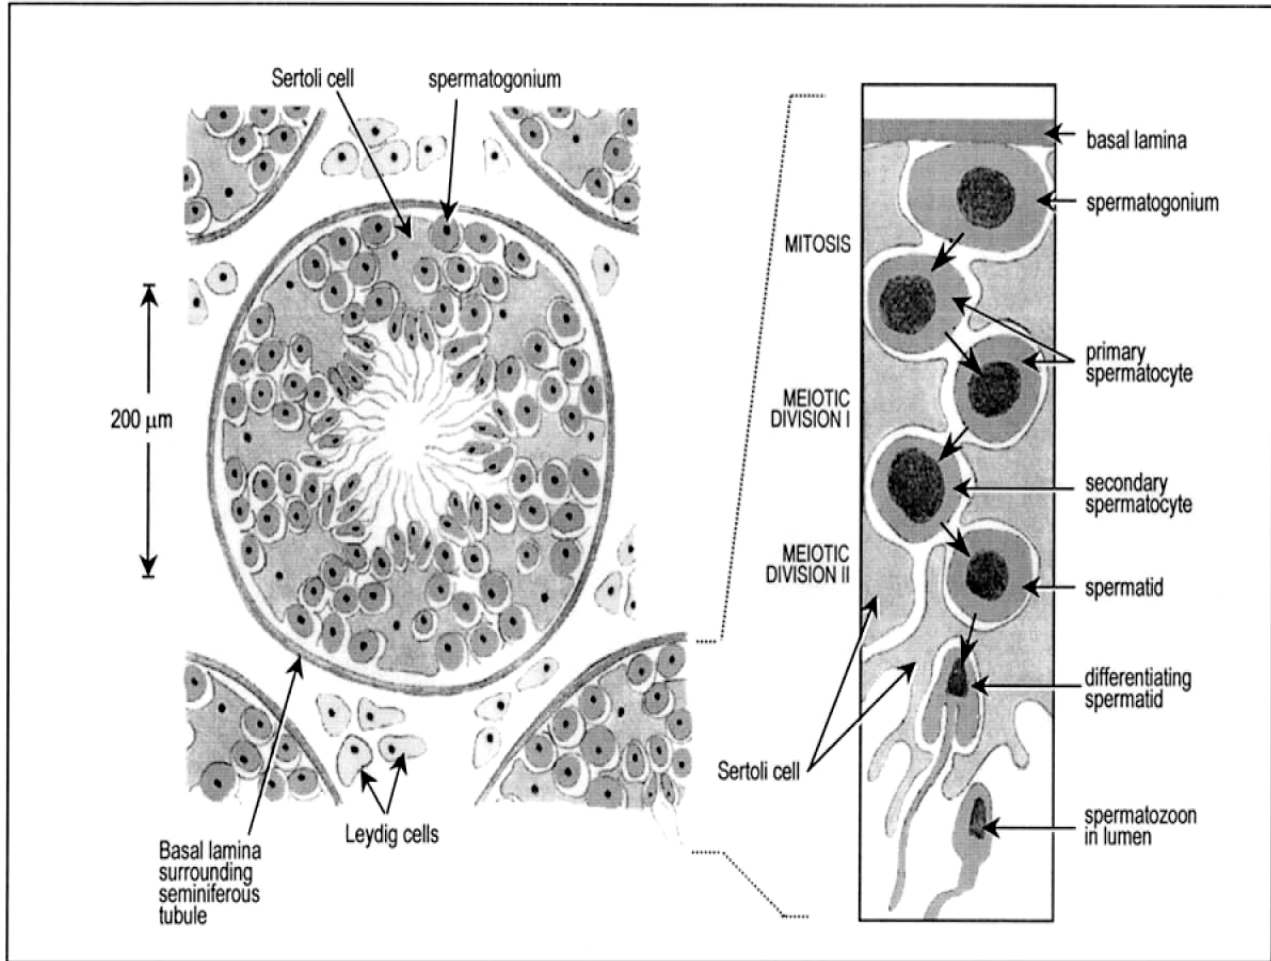 Sertoli cell
spermatogonium
200 μm
Basal lamina
surrounding
seminiferous
tubule
Leydig cells
MITOSIS
MEIOTIC
DIVISION I
MEIOTIC
DIVISION II
Sertoli cell
basal lamina
spermatogonium
primary
spermatocyte
secondary
spermatocyte
spermatid
differentiating
spermatid
spermatozoon
in lumen